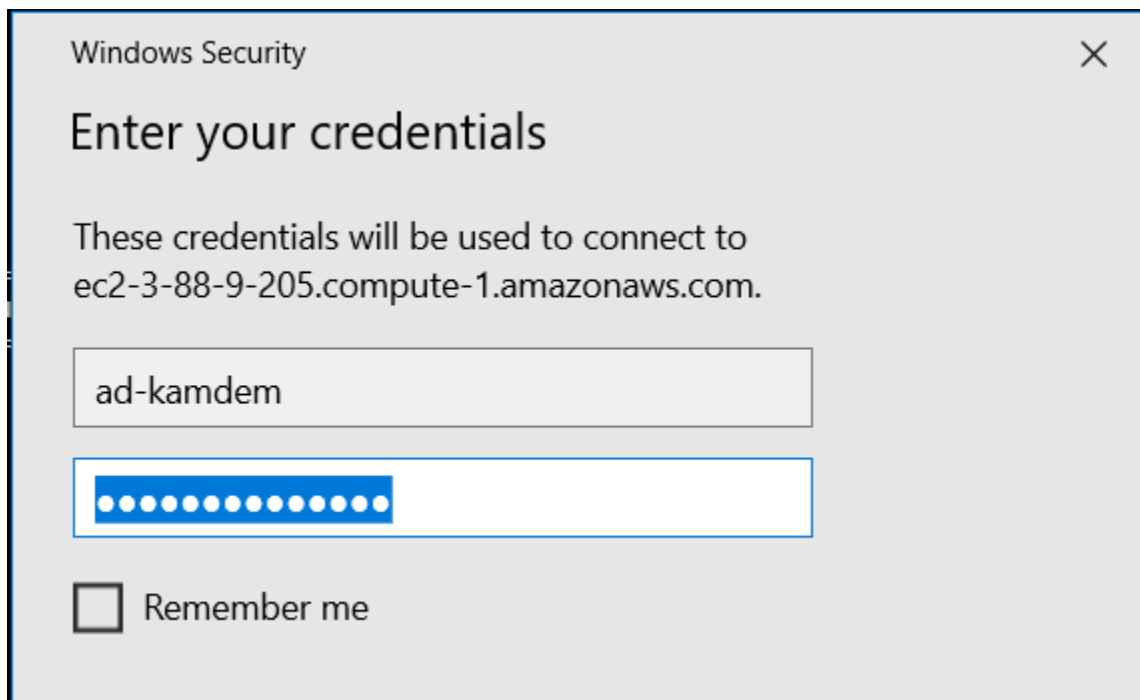 Windows Security
Enter your credentials
These credentials will be used to connect to
ec2-3-88-9-205.compute-1.amazonaws.com.
ad-kamdem
●●●●●●●●●●●●●●
Remember me